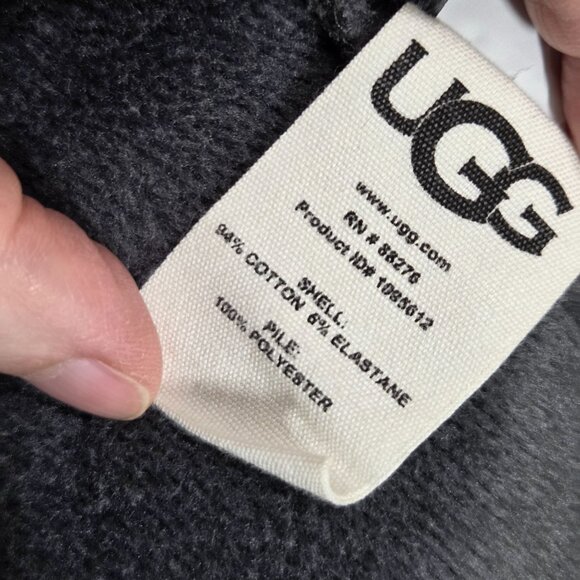 UGG
www.ugg.com
RN # 88276
Product ID# 1095612
SHELL:
94% COTTON 6% ELASTANE
PILE:
100% POLYESTER